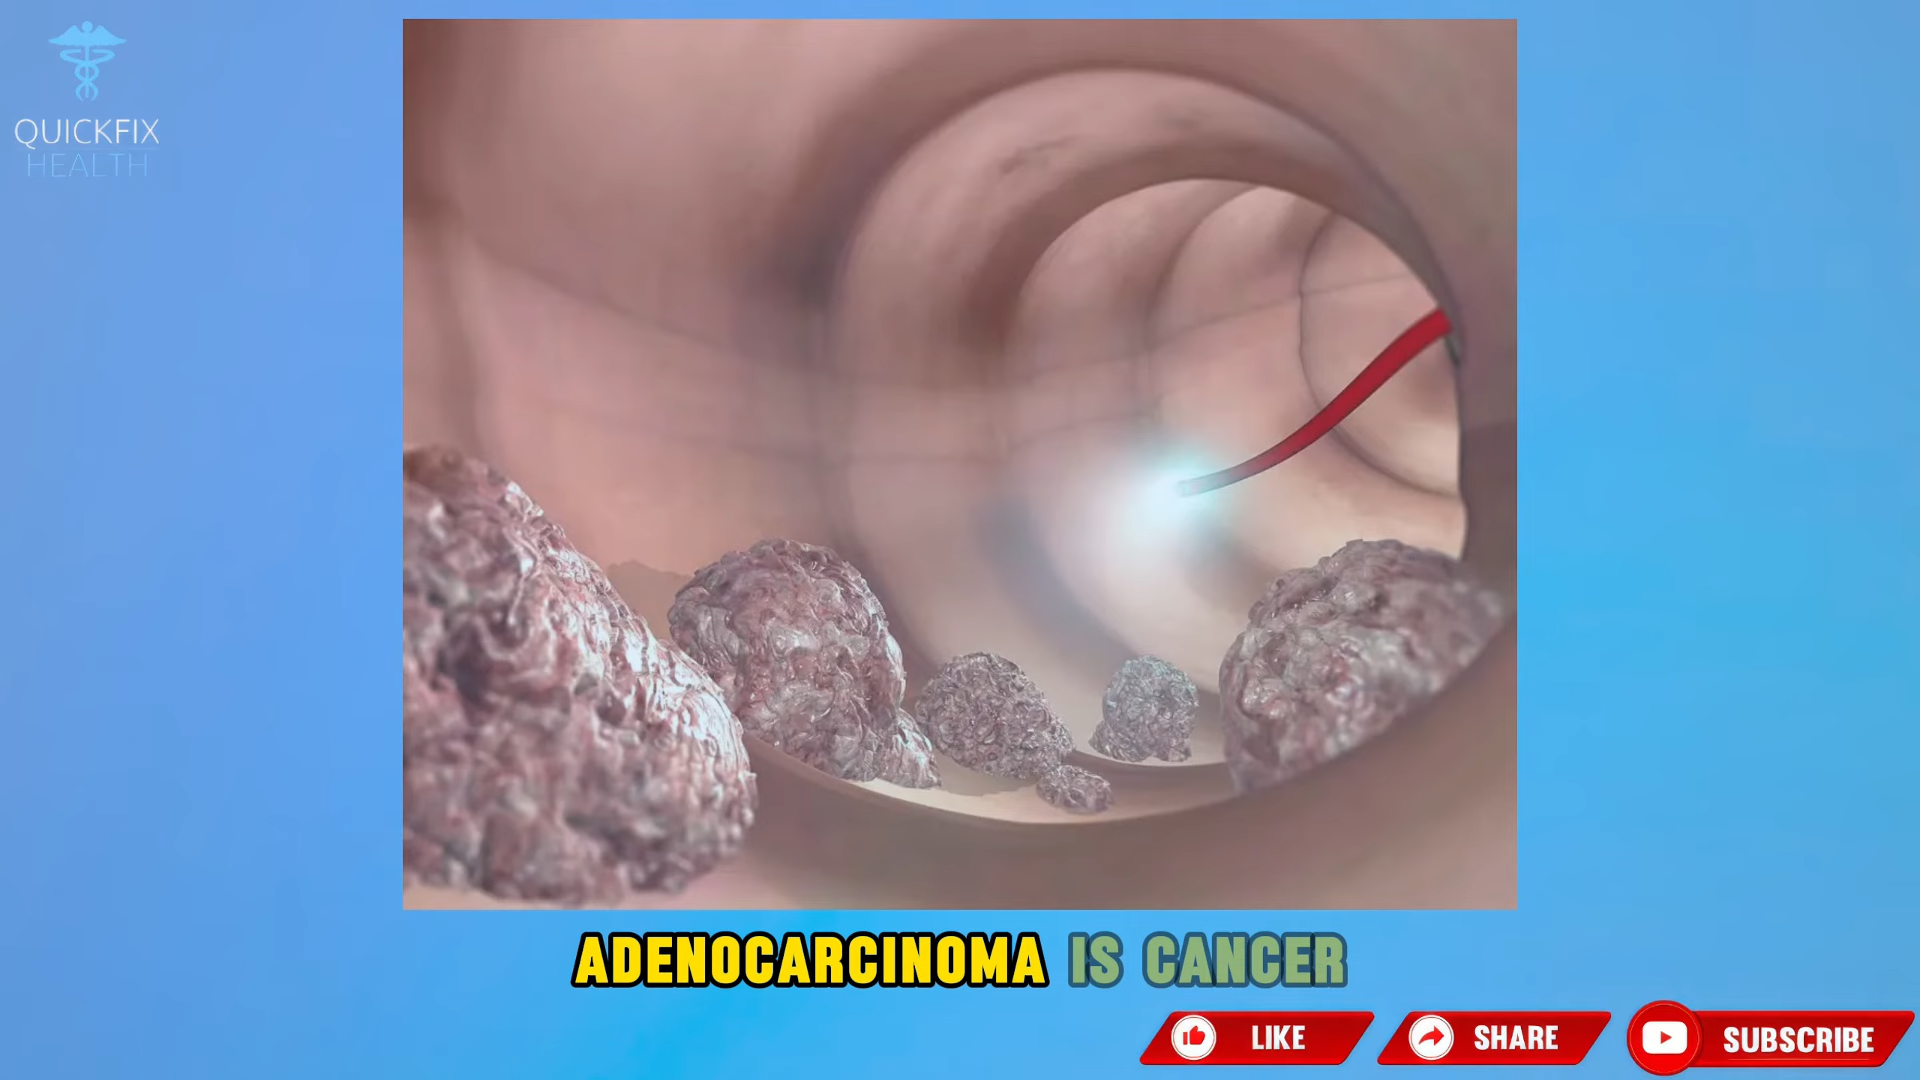 QUICKFIX
HEALTH
ADENOCARCINOMA IS CANCER
LIKE
SHARE
SUBSCRIBE